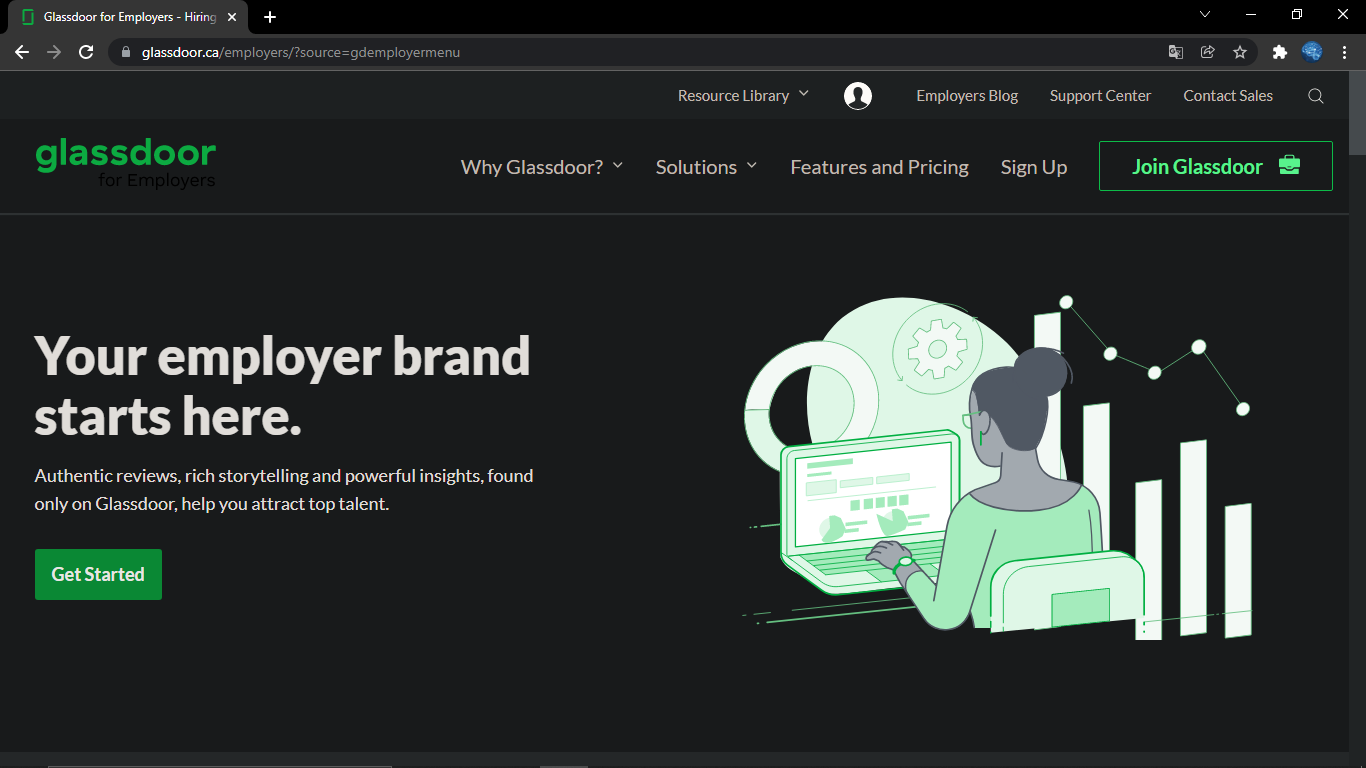 Glassdoor for Employers - Hiring
glassdoor.ca/employers/?source=gdemployermenu
Resource Library
Employers Blog
Support Center
Contact Sales
glassdoor
for Employers
Why Glassdoor?
Solutions
Features and Pricing
Sign Up
Join Glassdoor
Your employer brand
starts here.
Authentic reviews, rich storytelling and powerful insights, found
only on Glassdoor, help you attract top talent.
Get Started